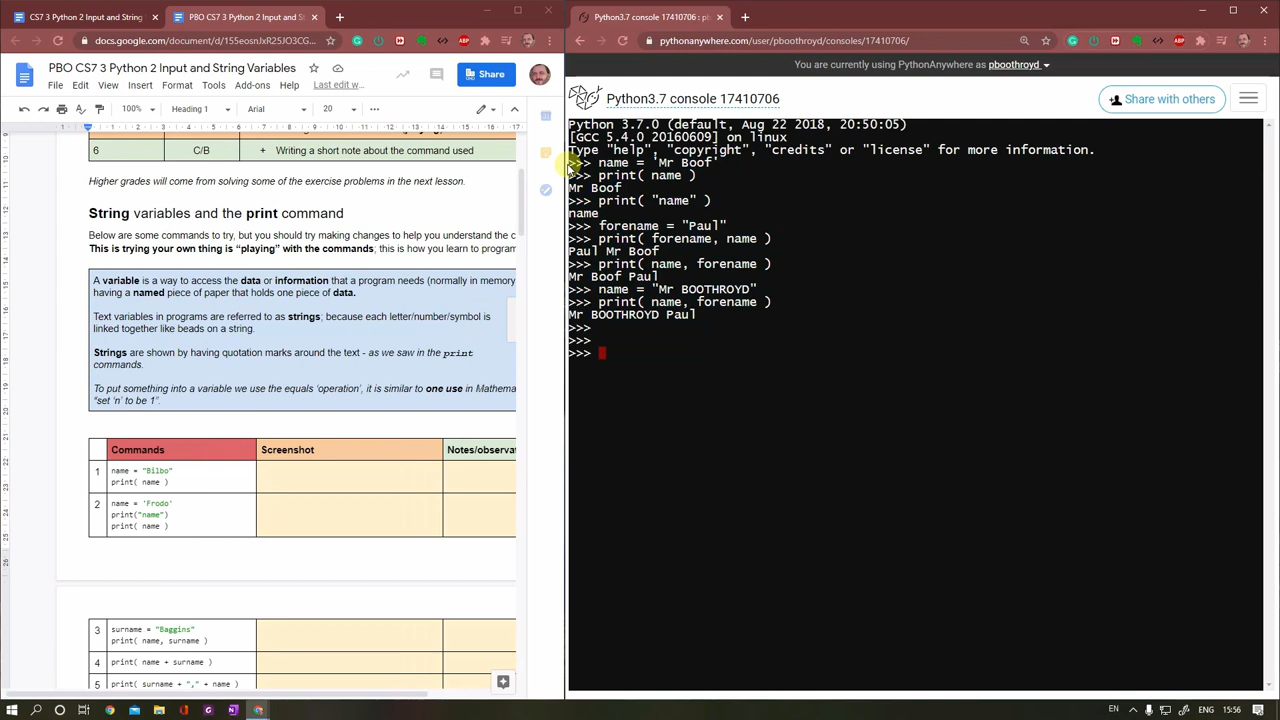 CS7 3 Python 2 Input and String
PBO CS7 3 Python 2 Input and St
docs.google.com/document/d/155eosnJxR25JO3CG...
PBO CS7 3 Python 2 Input and String Variables
File Edit View Insert Format Tools Add-ons Help Last edit w...
Share
100% Heading 1 Arial 20
6 C/B + Writing a short note about the command used
Higher grades will come from solving some of the exercise problems in the next lesson.
String variables and the print command
Below are some commands to try, but you should try making changes to help you understand the c
This is trying your own thing is “playing” with the commands; this is how you learn to program
A variable is a way to access the data or information that a program needs (normally in memory
having a named piece of paper that holds one piece of data.
Text variables in programs are referred to as strings; because each letter/number/symbol is
linked together like beads on a string.
Strings are shown by having quotation marks around the text - as we saw in the print
commands.
To put something into a variable we use the equals ‘operation’, it is similar to one use in Mathema
“set ‘n’ to be 1”.
Commands Screenshot Notes/observa
1 name = "Bilbo"
print( name )
2 name = 'Frodo'
print("name")
print( name )
3 surname = "Baggins"
print( name, surname )
4 print( name + surname )
5 print( surname + "," + name )
Python3.7 console 17410706 : pb
pythonanywhere.com/user/pboothroyd/consoles/17410706/
You are currently using PythonAnywhere as pboothroyd
Python3.7 console 17410706
Share with others
Python 3.7.0 (default, Aug 22 2018, 20:50:05)
[GCC 5.4.0 20160609] on linux
Type "help", "copyright", "credits" or "license" for more information.
>>> name = 'Mr Boof'
>>> print( name )
Mr Boof
>>> print( "name" )
name
>>> forename = "Paul"
>>> print( forename, name )
Paul Mr Boof
>>> print( name, forename )
Mr Boof Paul
>>> name = "Mr BOOTHROYD"
>>> print( name, forename )
Mr BOOTHROYD Paul
>>>
>>>
>>>
EN ENG 15:56